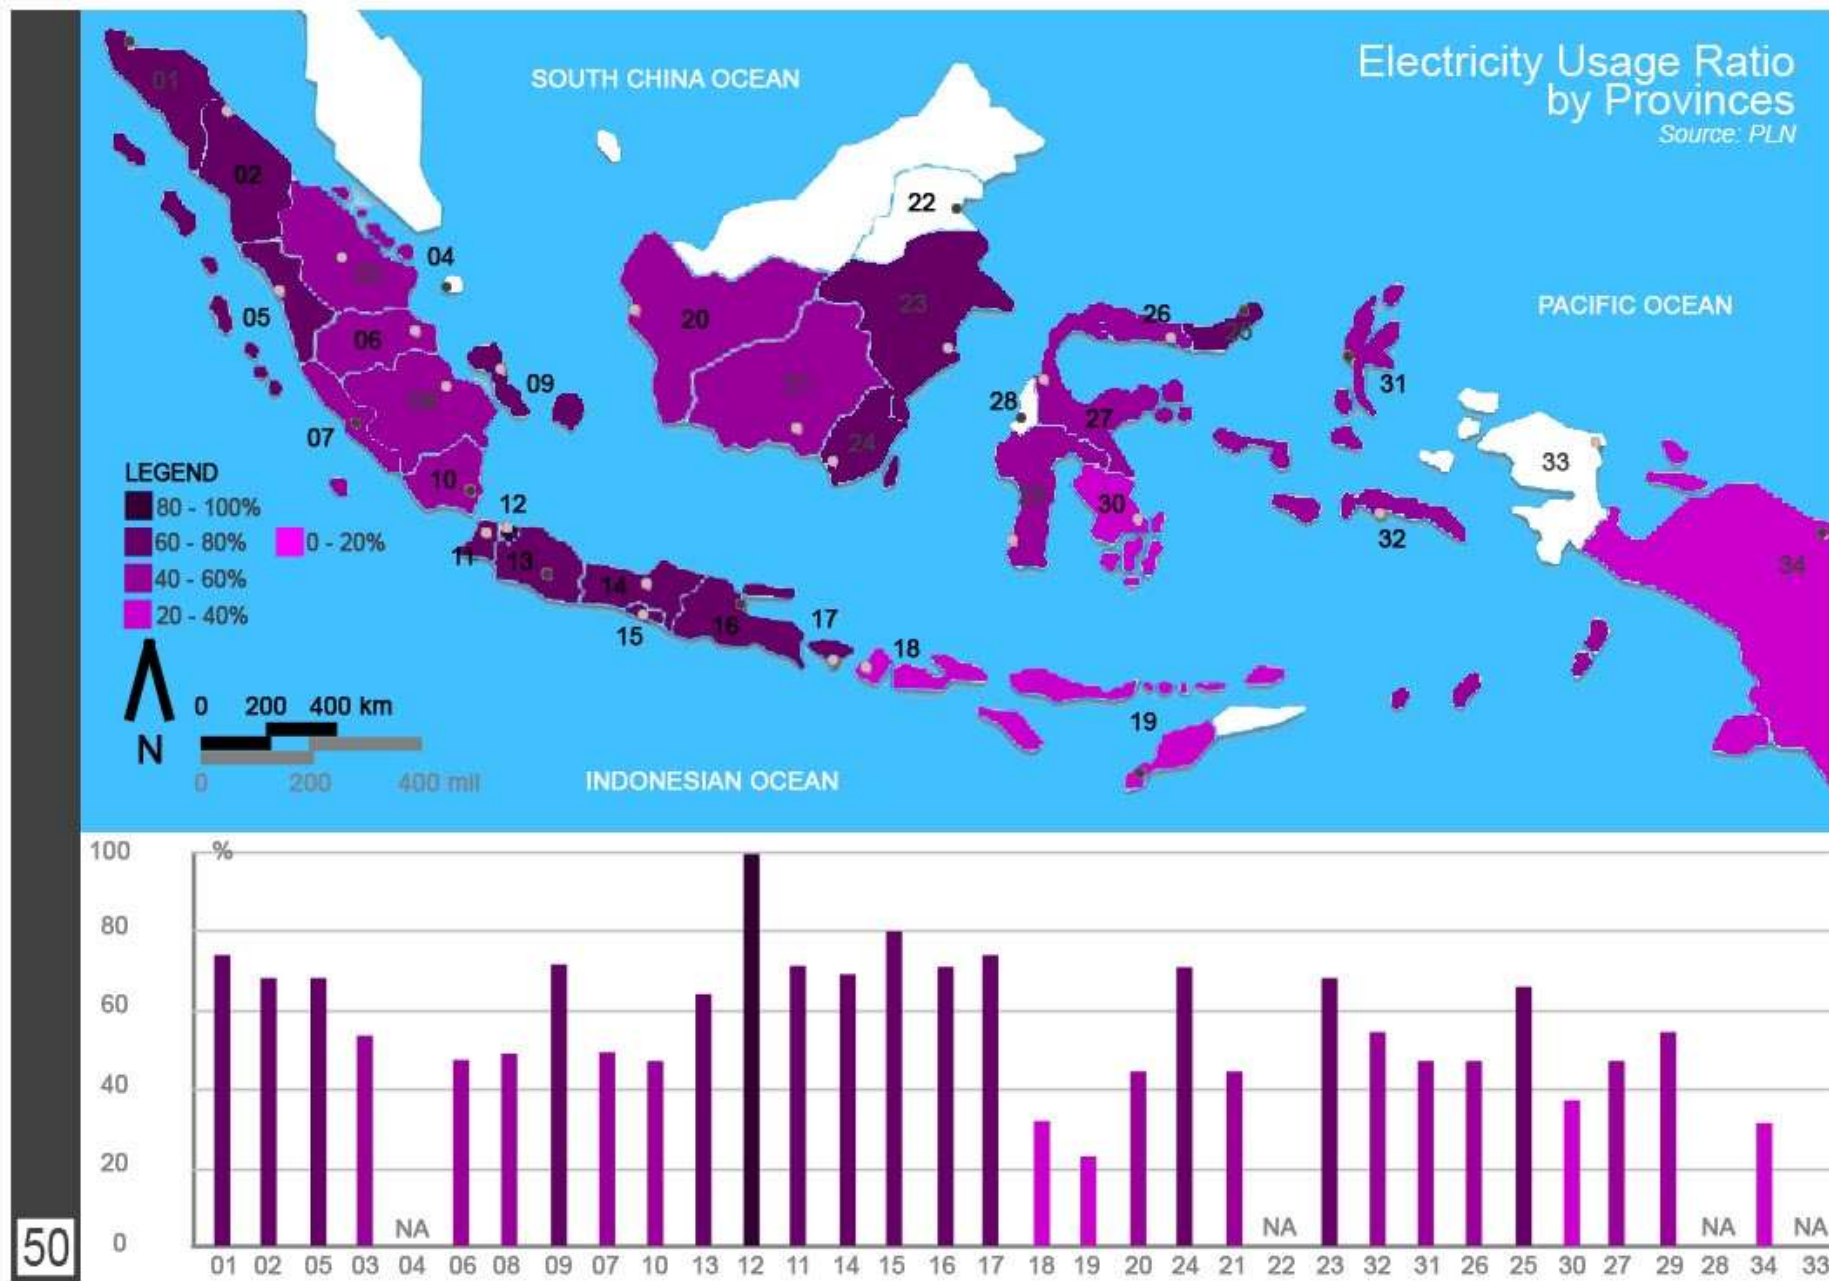 Electricity Usage Ratio
by Provinces
Source: PLN
SOUTH CHINA OCEAN
PACIFIC OCEAN
INDONESIAN OCEAN
01
02
04
05
06
07
09
10
11
12
13
14
15
16
17
18
19
20
22
23
24
26
27
28
30
31
32
33
34
LEGEND
80 - 100%
60 - 80%
0 - 20%
40 - 60%
20 - 40%
N
0 200 400 km
0 200 400 mil
100 %
80
60
40
20
0
NA NA NA NA
01 02 05 03 04 06 08 09 07 10 13 12 11 14 15 16 17 18 19 20 24 21 22 23 32 31 26 25 30 27 29 28 34 33
50